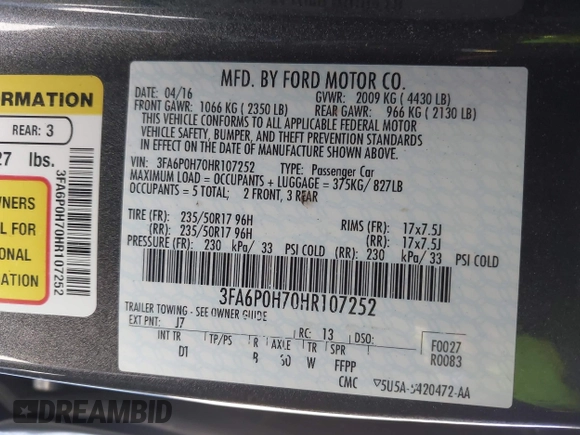 MFD. BY FORD MOTOR CO.
DATE: 04/16 GVWR: 2009 KG ( 4430 LB)
FRONT GAWR: 1066 KG ( 2350 LB) REAR GAWR: 966 KG ( 2130 LB)
THIS VEHICLE CONFORMS TO ALL APPLICABLE FEDERAL MOTOR
VEHICLE SAFETY, BUMPER, AND THEFT PREVENTION STANDARDS
IN EFFECT ON THE DATE OF MANUFACTURE SHOWN ABOVE.
VIN: 3FA6P0H70HR107252 TYPE: Passenger Car
MAXIMUM LOAD = OCCUPANTS + LUGGAGE = 375KG/ 827LB
OCCUPANTS = 5 TOTAL; 2 FRONT, 3 REAR
TIRE (FR): 235/50R17 96H RIMS (FR): 17x7.5J
(RR): 235/50R17 96H (RR): 17x7.5J
PRESSURE (FR): 230 kPa/ 33 PSI COLD (RR): 230 kPa/ 33 PSI COLD
3FA6P0H70HR107252
TRAILER TOWING - SEE OWNER GUIDE
EXT PNT: J7 RC: 13 DSO:
INT TR TP/PS R AXLE TR SPR F0027
D1 B 60 W FFPP R0083
CMC ▽5U5A-5420472-AA
ORMATION
REAR: 3
27 lbs.
WNERS
L FOR
ONAL
ION
3FA6P0H70HR107252
DREAMBID